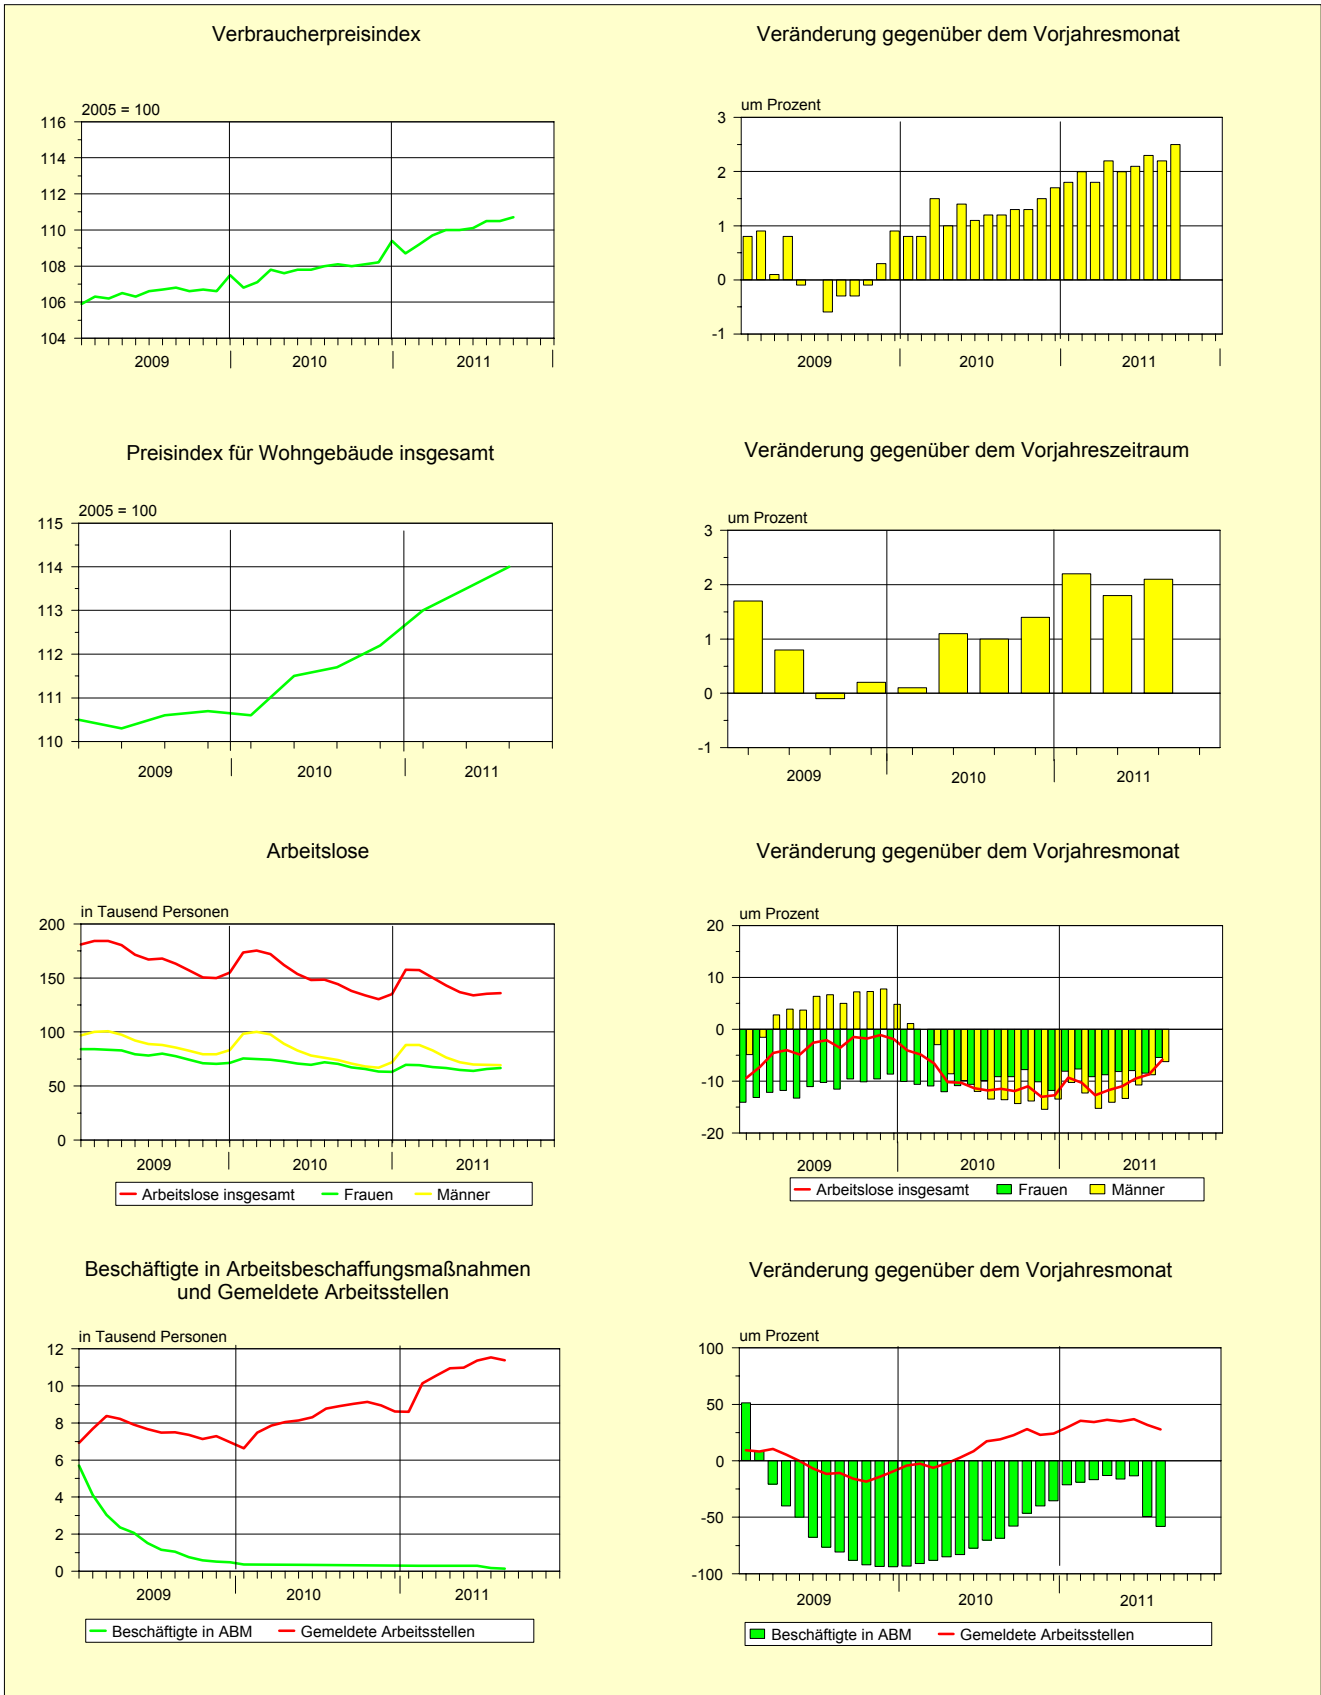 Verbraucherpreisindex
2005 = 100
116
114
112
110
108
106
104
2009
2010
2011
Veränderung gegenüber dem Vorjahresmonat
um Prozent
3
2
1
0
-1
2009
2010
2011
Preisindex für Wohngebäude insgesamt
2005 = 100
115
114
113
112
111
110
2009
2010
2011
Veränderung gegenüber dem Vorjahreszeitraum
um Prozent
3
2
1
0
-1
2009
2010
2011
Arbeitslose
in Tausend Personen
200
150
100
50
0
2009
2010
2011
Arbeitslose insgesamt
Frauen
Männer
Veränderung gegenüber dem Vorjahresmonat
um Prozent
20
10
0
-10
-20
2009
2010
2011
Arbeitslose insgesamt
Frauen
Männer
Beschäftigte in Arbeitsbeschaffungsmaßnahmen
und Gemeldete Arbeitsstellen
in Tausend Personen
12
10
8
6
4
2
0
2009
2010
2011
Beschäftigte in ABM
Gemeldete Arbeitsstellen
Veränderung gegenüber dem Vorjahresmonat
um Prozent
100
50
0
-50
-100
2009
2010
2011
Beschäftigte in ABM
Gemeldete Arbeitsstellen